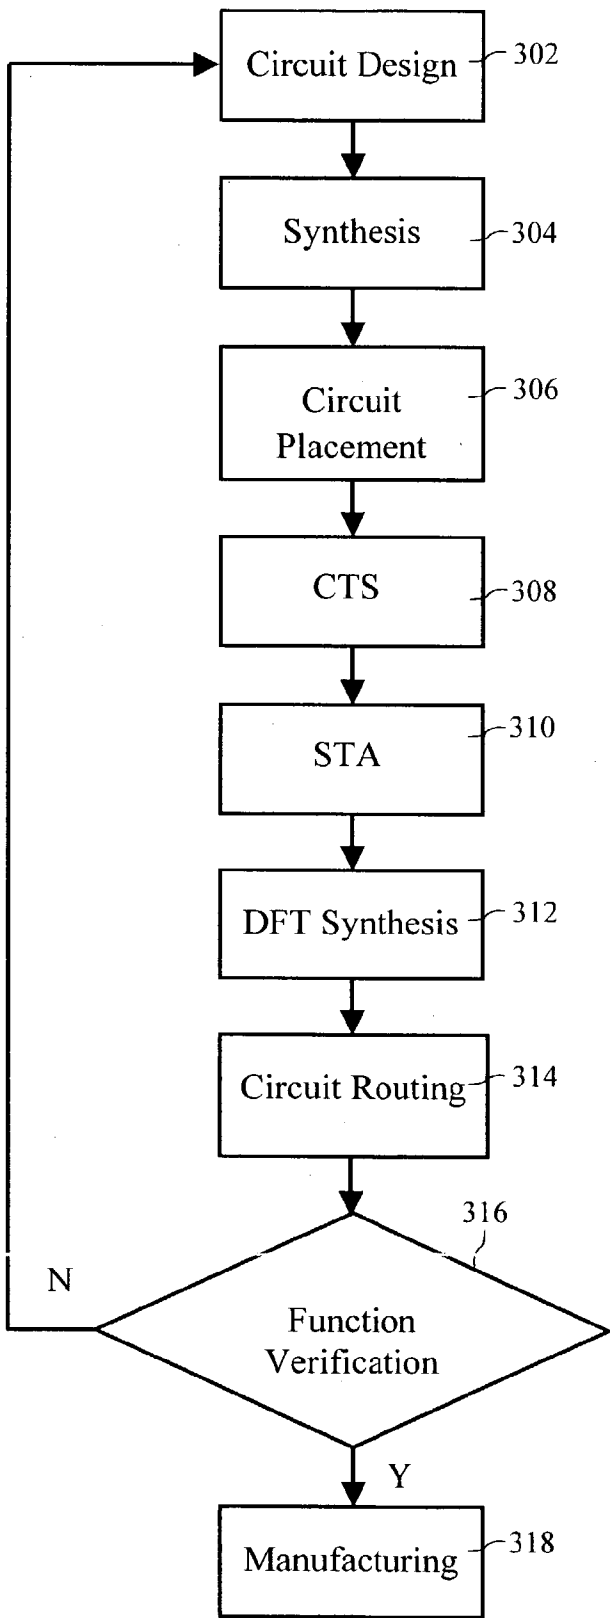 Circuit Design
302
Synthesis
304
Circuit
Placement
306
CTS
308
STA
310
DFT Synthesis
312
Circuit Routing
314
316
N
Function
Verification
Y
Manufacturing
318